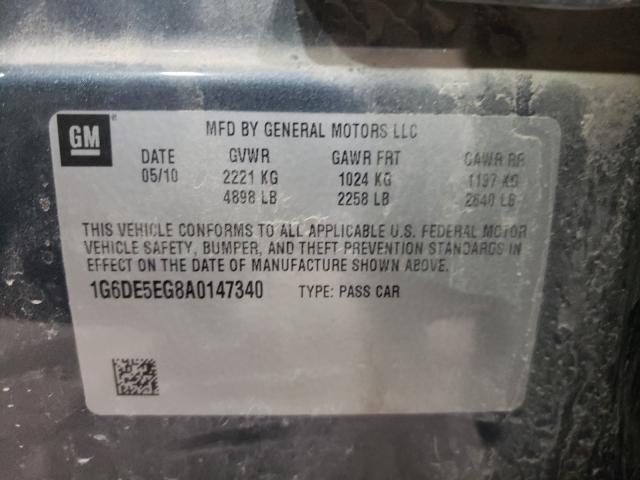 GM ®
MFD BY GENERAL MOTORS LLC
DATE GVWR GAWR FRT GAWR RR
05/10 2221 KG 1024 KG 1197 KG
4898 LB 2258 LB 2640 LB
THIS VEHICLE CONFORMS TO ALL APPLICABLE U.S. FEDERAL MOTOR
VEHICLE SAFETY, BUMPER, AND THEFT PREVENTION STANDARDS IN
EFFECT ON THE DATE OF MANUFACTURE SHOWN ABOVE.
1G6DE5EG8A0147340 TYPE: PASS CAR